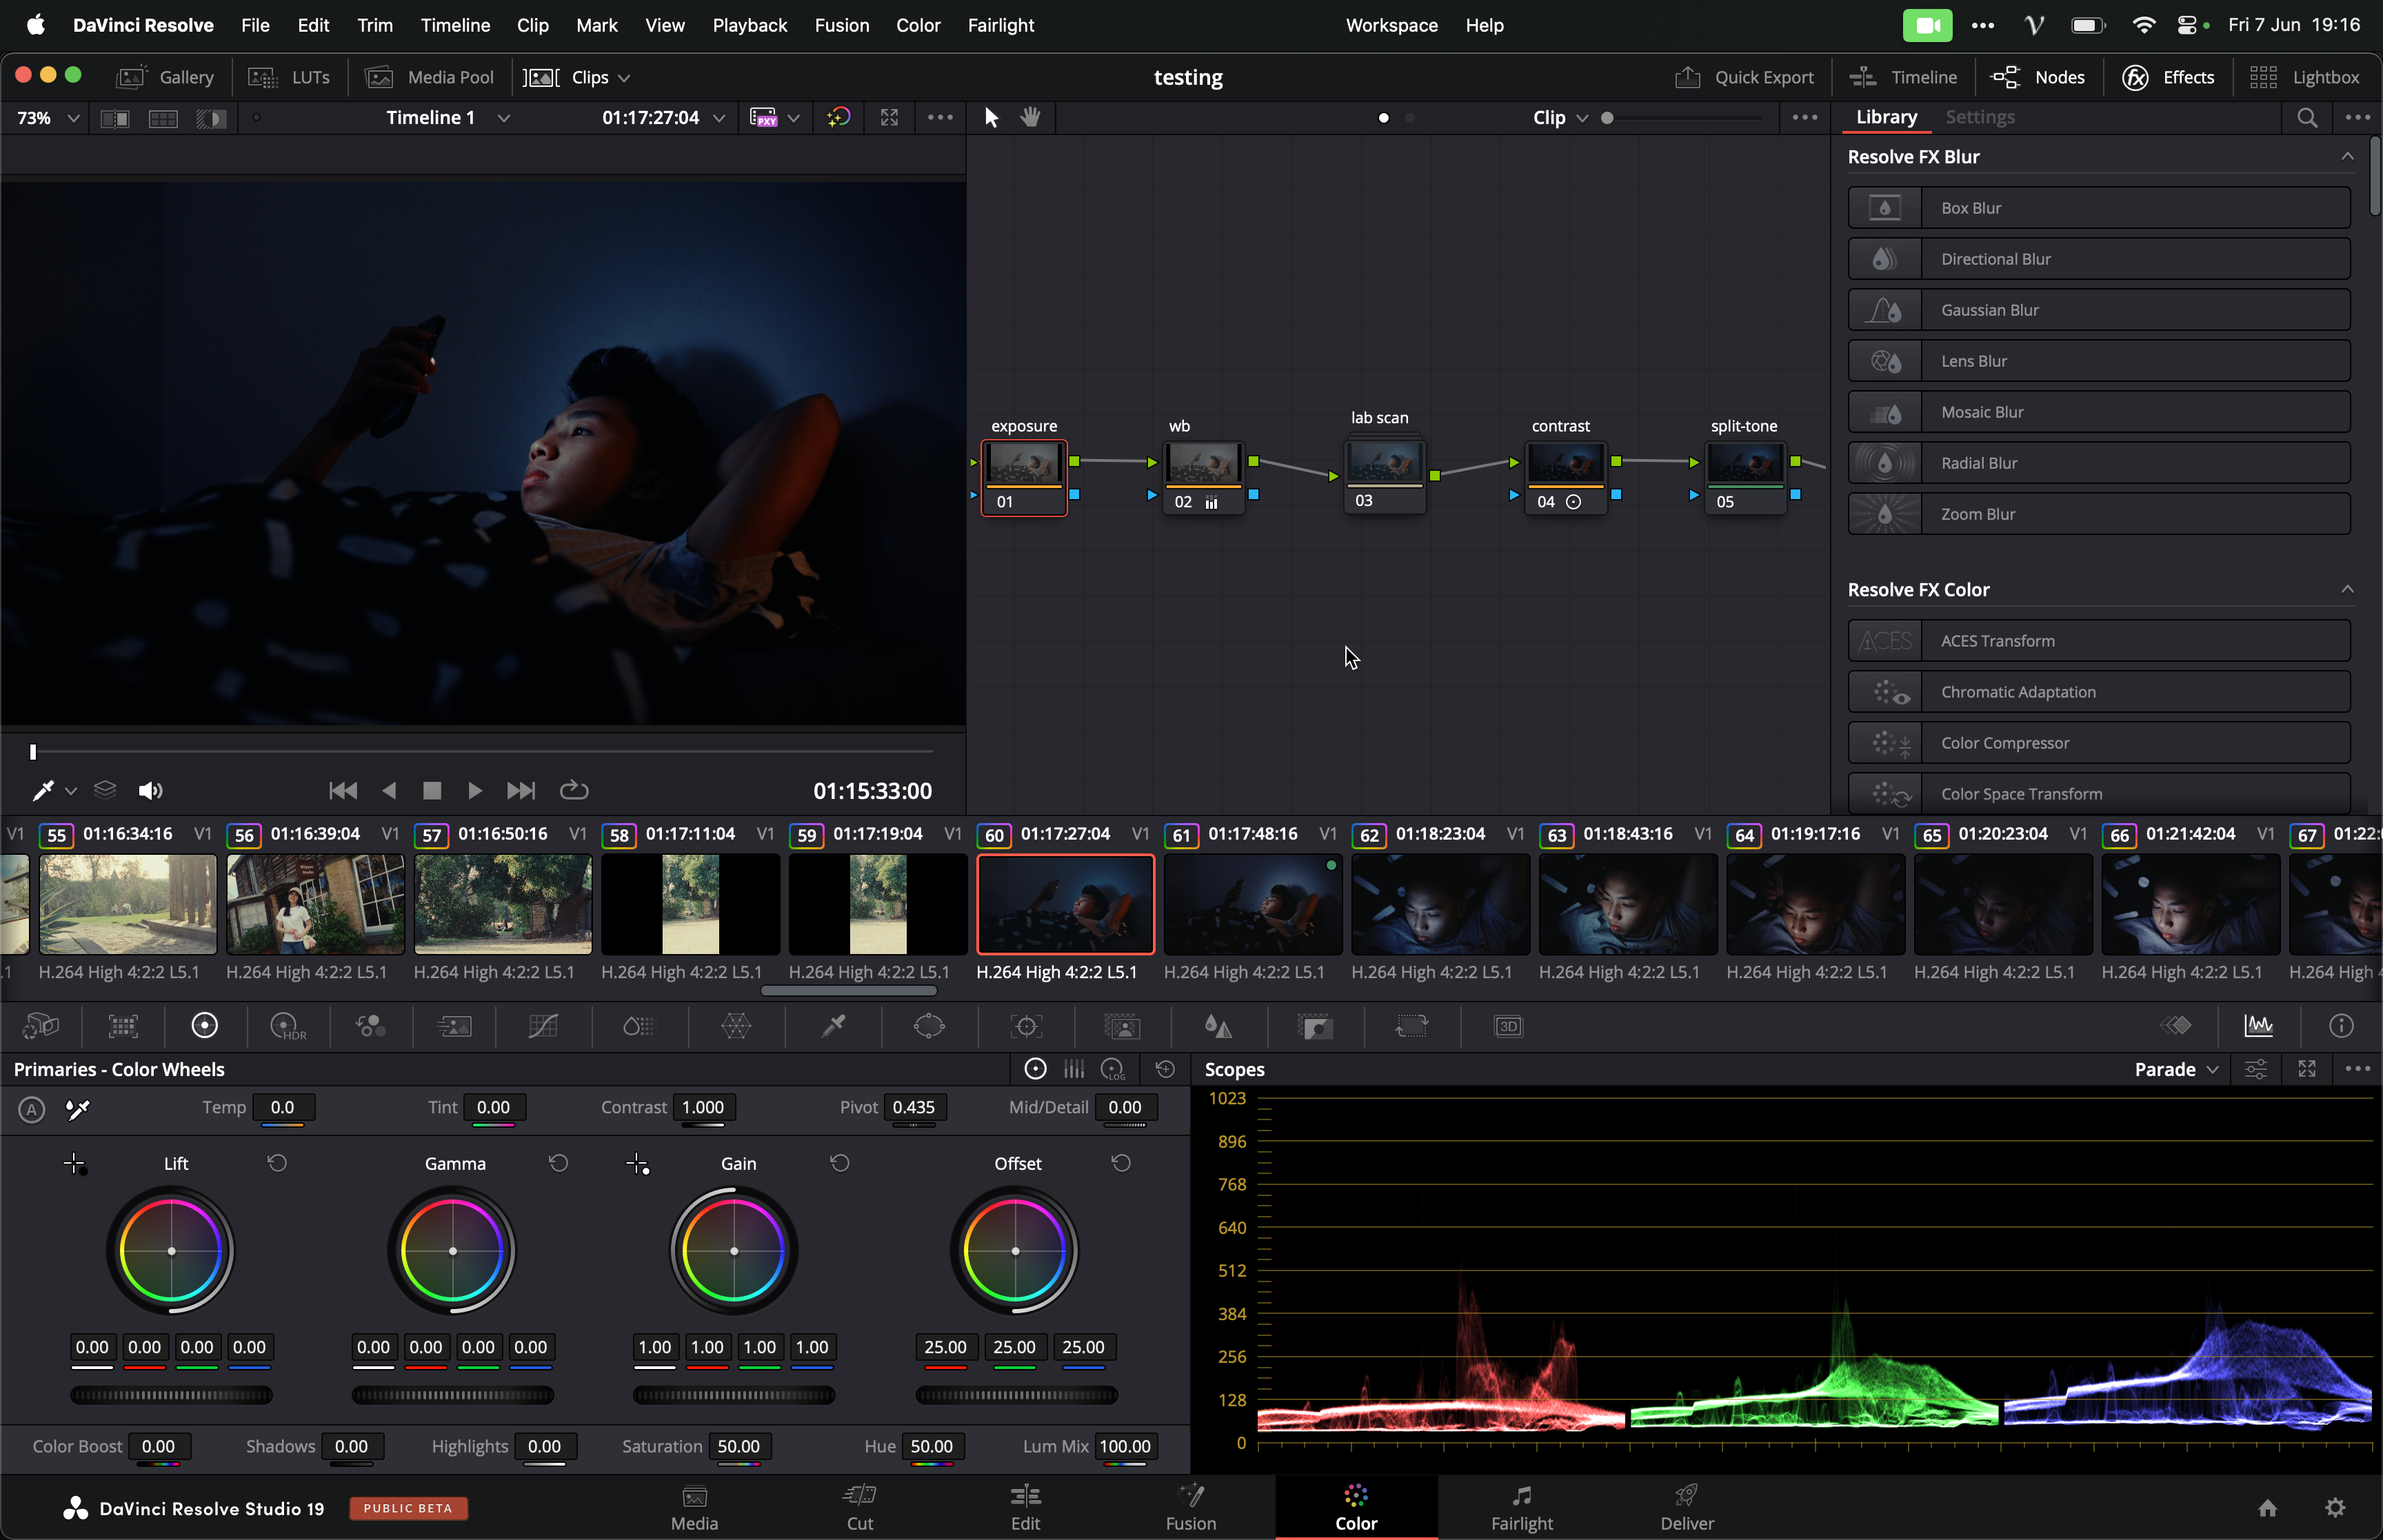 DaVinci Resolve File Edit Trim Timeline Clip Mark View Playback Fusion Color Fairlight Workspace Help Fri 7 Jun 19:16
Gallery LUTs Media Pool Clips testing Quick Export Timeline Nodes Effects Lightbox
73% Timeline 1 01:17:27:04 PXY Clip Library Settings
Resolve FX Blur
Box Blur
Directional Blur
Gaussian Blur
Lens Blur
Mosaic Blur
Radial Blur
Zoom Blur
Resolve FX Color
ACES ACES Transform
Chromatic Adaptation
Color Compressor
Color Space Transform
exposure wb lab scan contrast split-tone
01 02 03 04 05
01:15:33:00
V1 55 01:16:34:16 V1 56 01:16:39:04 V1 57 01:16:50:16 V1 58 01:17:11:04 V1 59 01:17:19:04 V1 60 01:17:27:04 V1 61 01:17:48:16 V1 62 01:18:23:04 V1 63 01:18:43:16 V1 64 01:19:17:16 V1 65 01:20:23:04 V1 66 01:21:42:04 V1 67 01:22:
.1 H.264 High 4:2:2 L5.1 H.264 High 4:2:2 L5.1 H.264 High 4:2:2 L5.1 H.264 High 4:2:2 L5.1 H.264 High 4:2:2 L5.1 H.264 High 4:2:2 L5.1 H.264 High 4:2:2 L5.1 H.264 High 4:2:2 L5.1 H.264 High 4:2:2 L5.1 H.264 High 4:2:2 L5.1 H.264 High 4:2:2 L5.1 H.264 High 4:2:2 L5.1 H.264 High
HDR 3D
Primaries - Color Wheels LOG
A Temp 0.0 Tint 0.00 Contrast 1.000 Pivot 0.435 Mid/Detail 0.00
Lift Gamma Gain Offset
0.00 0.00 0.00 0.00 0.00 0.00 0.00 0.00 1.00 1.00 1.00 1.00 25.00 25.00 25.00
Color Boost 0.00 Shadows 0.00 Highlights 0.00 Saturation 50.00 Hue 50.00 Lum Mix 100.00
Scopes Parade
1023
896
768
640
512
384
256
128
0
DaVinci Resolve Studio 19 PUBLIC BETA Media Cut Edit Fusion Color Fairlight Deliver